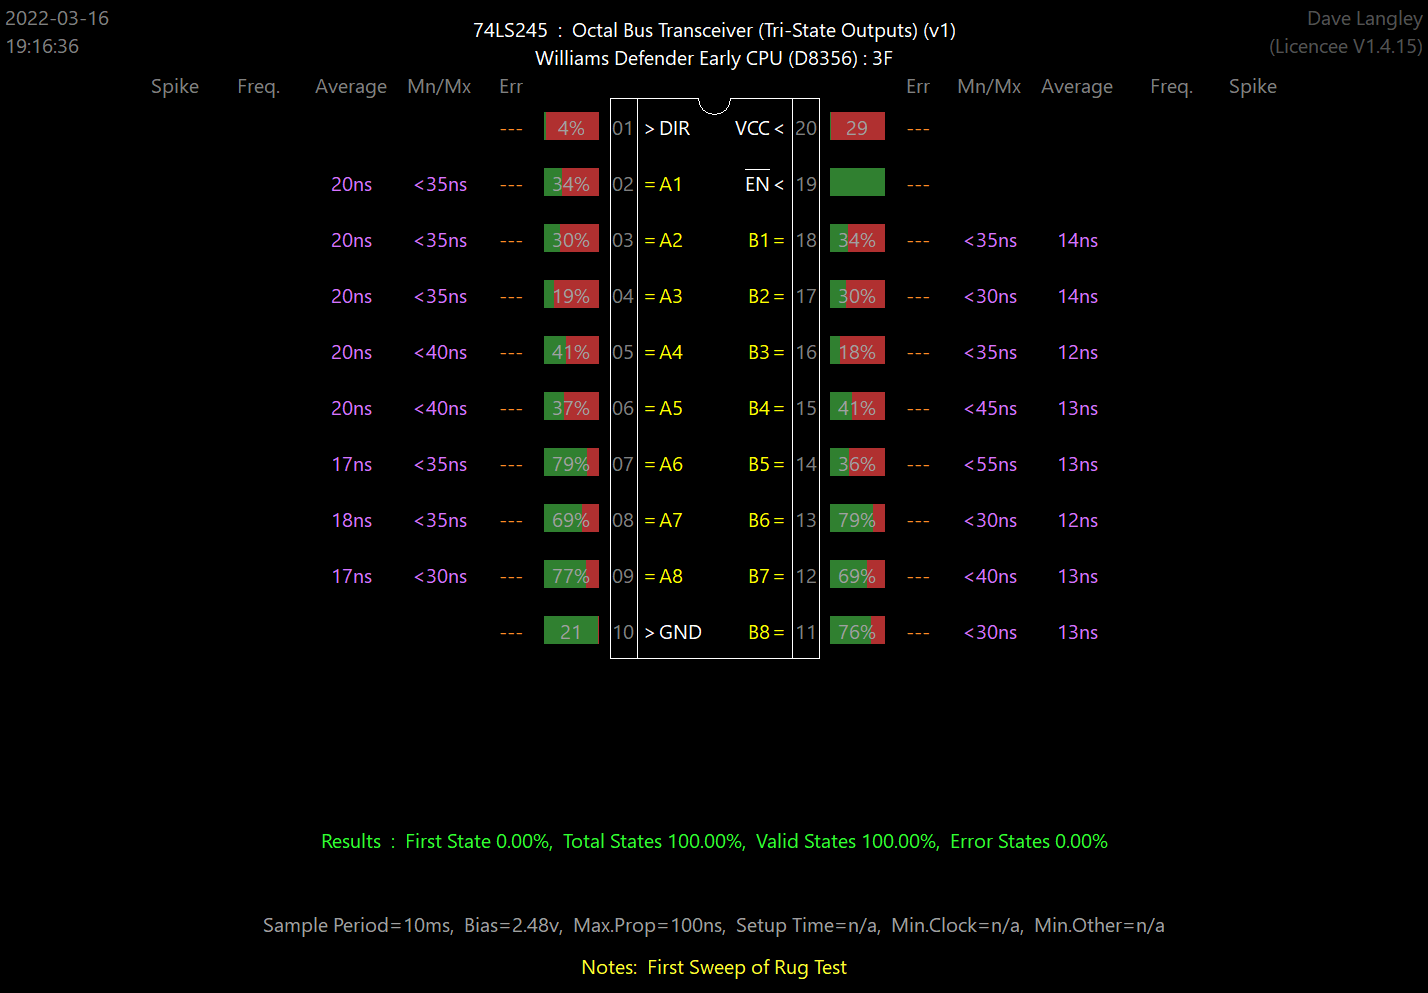 2022-03-16
19:16:36
74LS245 : Octal Bus Transceiver (Tri-State Outputs) (v1)
Williams Defender Early CPU (D8356) : 3F
Dave Langley
(Licencee V1.4.15)
Spike Freq. Average Mn/Mx Err Err Mn/Mx Average Freq. Spike
--- 4% 01 > DIR VCC < 20 29 ---
20ns <35ns --- 34% 02 = A1 EN < 19 ---
20ns <35ns --- 30% 03 = A2 B1 = 18 34% --- <35ns 14ns
20ns <35ns --- 19% 04 = A3 B2 = 17 30% --- <30ns 14ns
20ns <40ns --- 41% 05 = A4 B3 = 16 18% --- <35ns 12ns
20ns <40ns --- 37% 06 = A5 B4 = 15 41% --- <45ns 13ns
17ns <35ns --- 79% 07 = A6 B5 = 14 36% --- <55ns 13ns
18ns <35ns --- 69% 08 = A7 B6 = 13 79% --- <30ns 12ns
17ns <30ns --- 77% 09 = A8 B7 = 12 69% --- <40ns 13ns
--- 21 10 > GND B8 = 11 76% --- <30ns 13ns
Results : First State 0.00%, Total States 100.00%, Valid States 100.00%, Error States 0.00%
Sample Period=10ms, Bias=2.48v, Max.Prop=100ns, Setup Time=n/a, Min.Clock=n/a, Min.Other=n/a
Notes: First Sweep of Rug Test